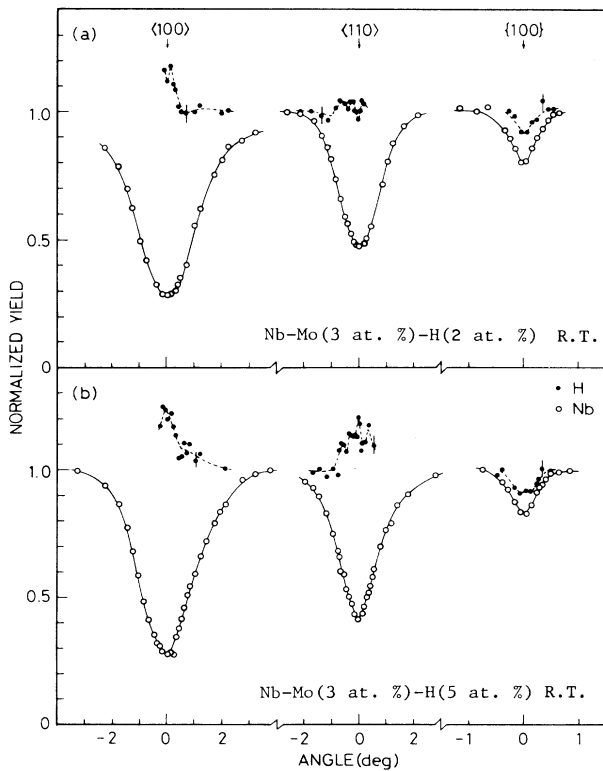 (a)
⟨100⟩ ⟨110⟩ {100}
1.0
0.5
0
Nb-Mo(3 at. %)-H(2 at. %) R.T.
NORMALIZED YIELD
(b)
• H
○ Nb
1.0
0.5
0
Nb-Mo(3 at. %)-H(5 at. %) R.T.
-2 0 2 -2 0 2 -1 0 1
ANGLE(deg)